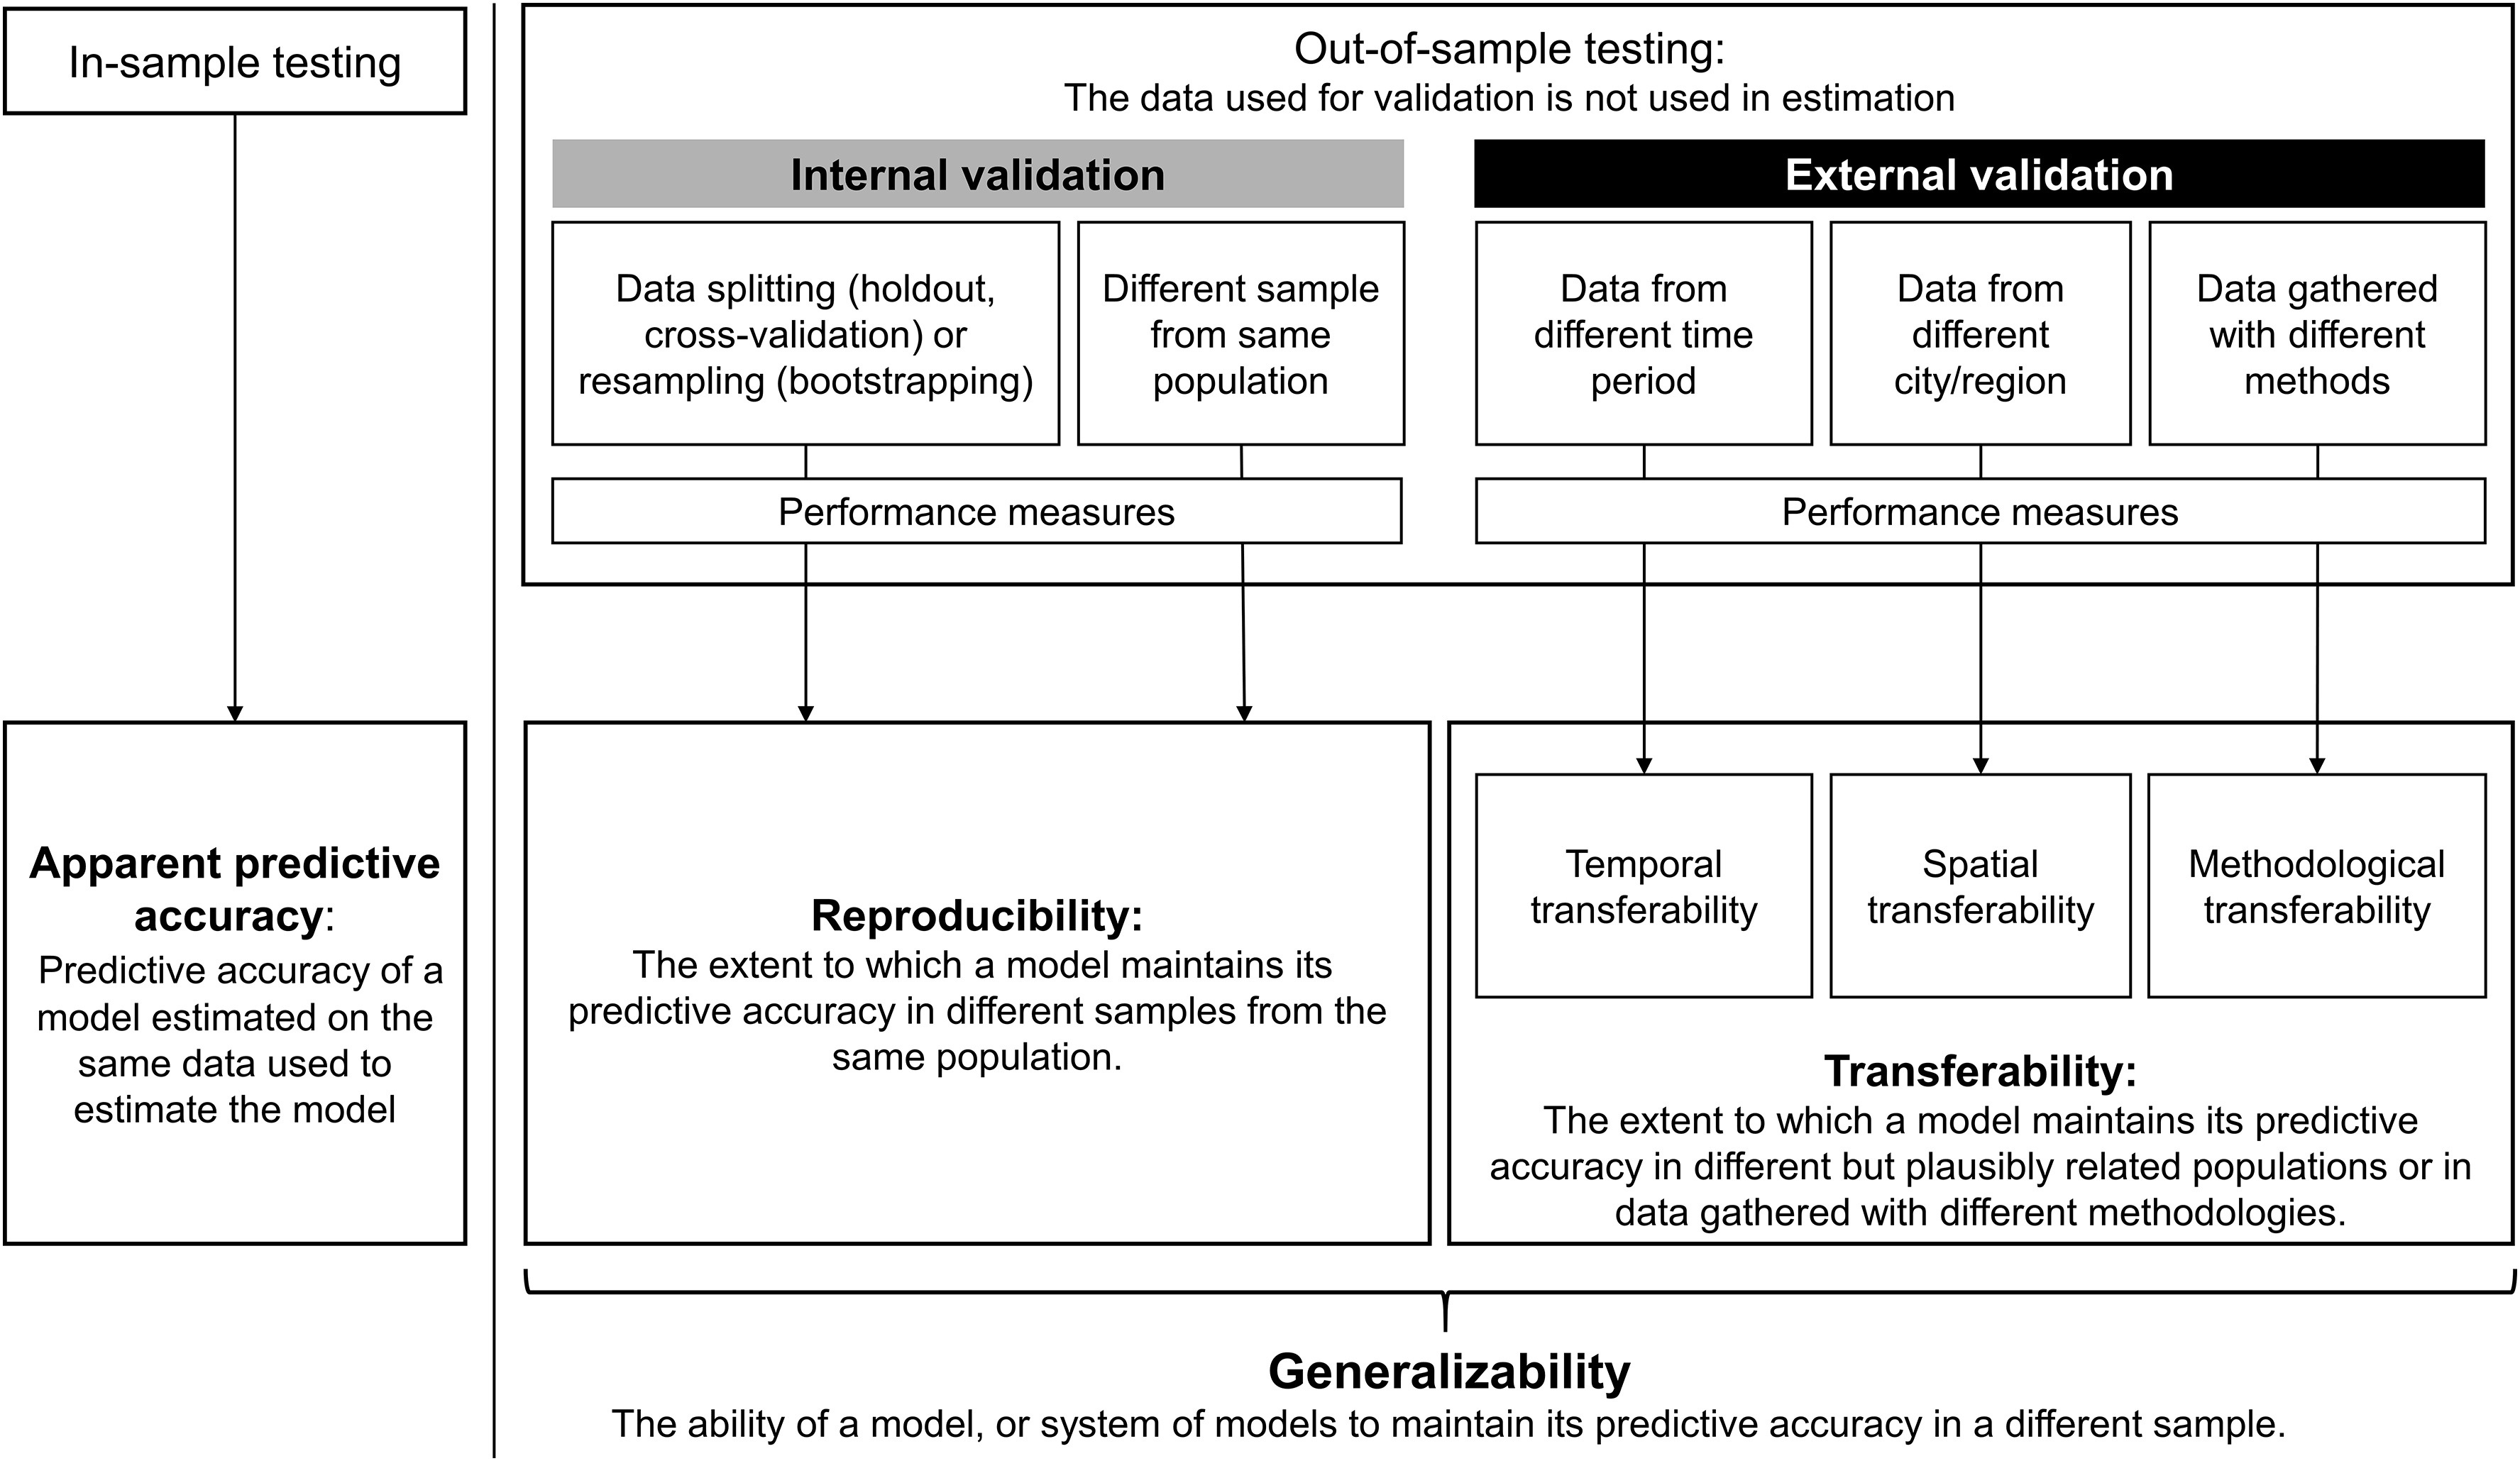 In-sample testing
Out-of-sample testing:
The data used for validation is not used in estimation
Internal validation
External validation
Data splitting (holdout,
cross-validation) or
resampling (bootstrapping)
Different sample
from same
population
Data from
different time
period
Data from
different
city/region
Data gathered
with different
methods
Performance measures
Performance measures
Apparent predictive
accuracy:
Predictive accuracy of a
model estimated on the
same data used to
estimate the model
Reproducibility:
The extent to which a model maintains its
predictive accuracy in different samples from the
same population.
Temporal
transferability
Spatial
transferability
Methodological
transferability
Transferability:
The extent to which a model maintains its predictive
accuracy in different but plausibly related populations or in
data gathered with different methodologies.
Generalizability
The ability of a model, or system of models to maintain its predictive accuracy in a different sample.